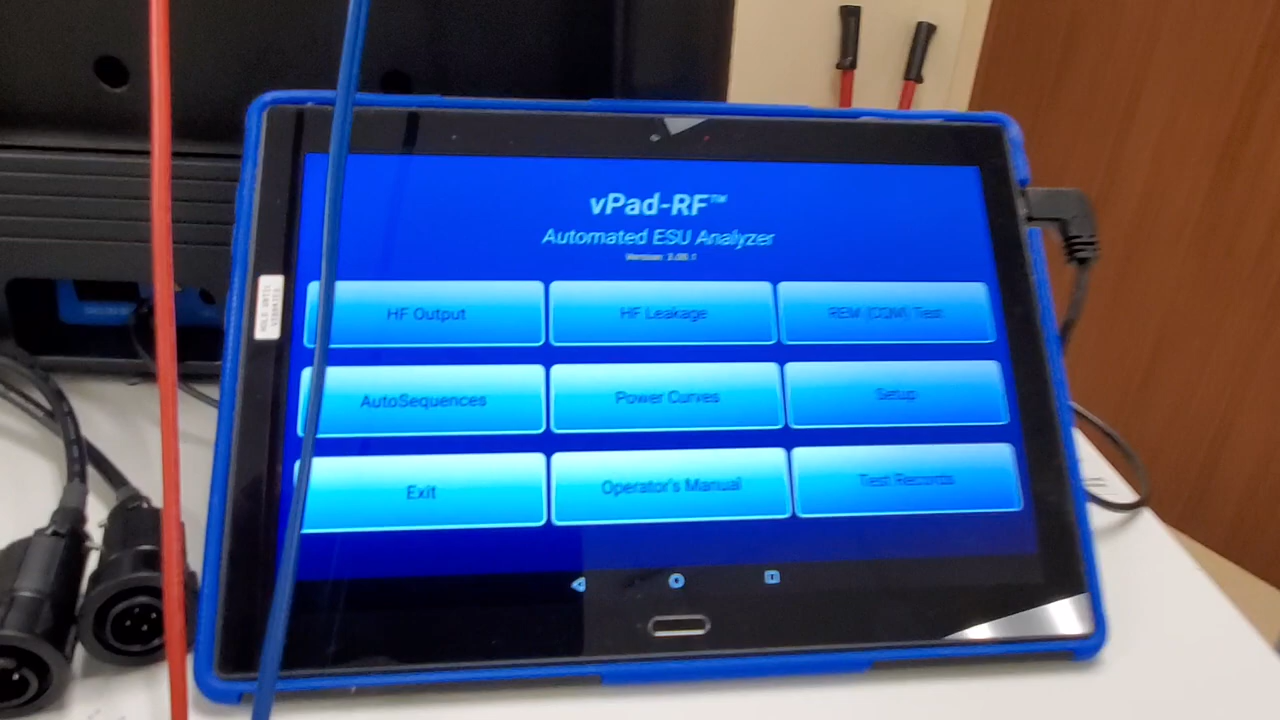 vPad-RF™
Automated ESU Analyzer
HF Output
HF Leakage
REM (CQM) Test
AutoSequences
Power Curves
Setup
Exit
Operator's Manual
Test Records